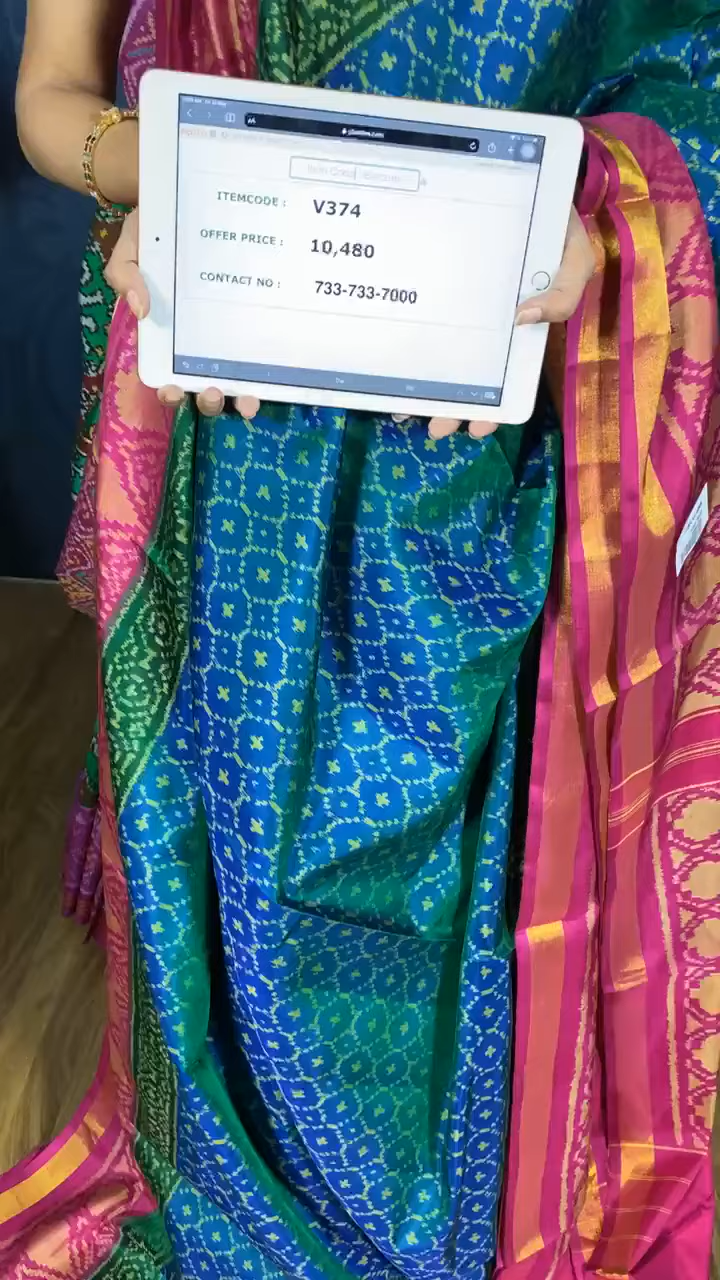 ITEMCODE : V374
OFFER PRICE : 10,480
CONTACT NO : 733-733-7000